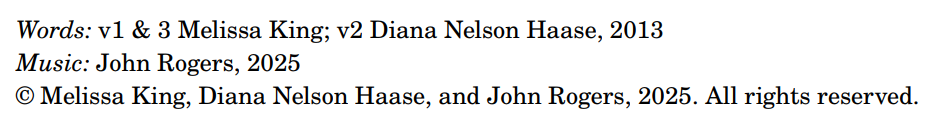 Words: v1 & 3 Melissa King; v2 Diana Nelson Haase, 2013
Music: John Rogers, 2025
© Melissa King, Diana Nelson Haase, and John Rogers, 2025. All rights reserved.